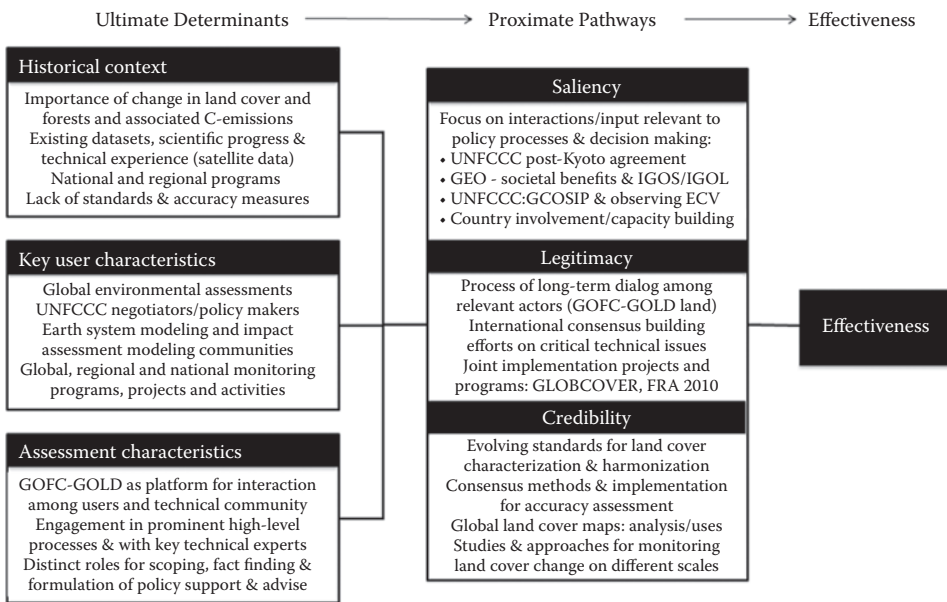 Ultimate Determinants
Proximate Pathways
Effectiveness
Historical context
Importance of change in land cover and
forests and associated C-emissions
Existing datasets, scientific progress &
technical experience (satellite data)
National and regional programs
Lack of standards & accuracy measures
Key user characteristics
Global environmental assessments
UNFCCC negotiators/policy makers
Earth system modeling and impact
assessment modeling communities
Global, regional and national monitoring
programs, projects and activities
Assessment characteristics
GOFC-GOLD as platform for interaction
among users and technical community
Engagement in prominent high-level
processes & with key technical experts
Distinct roles for scoping, fact finding &
formulation of policy support & advise
Saliency
Focus on interactions/input relevant to
policy processes & decision making:
• UNFCCC post-Kyoto agreement
• GEO - societal benefits & IGOS/IGOL
• UNFCCC:GCOSIP & observing ECV
• Country involvement/capacity building
Legitimacy
Process of long-term dialog among
relevant actors (GOFC-GOLD land)
International consensus building
efforts on critical technical issues
Joint implementation projects and
programs: GLOBCOVER, FRA 2010
Credibility
Evolving standards for land cover
characterization & harmonization
Consensus methods & implementation
for accuracy assessment
Global land cover maps: analysis/uses
Studies & approaches for monitoring
land cover change on different scales
Effectiveness